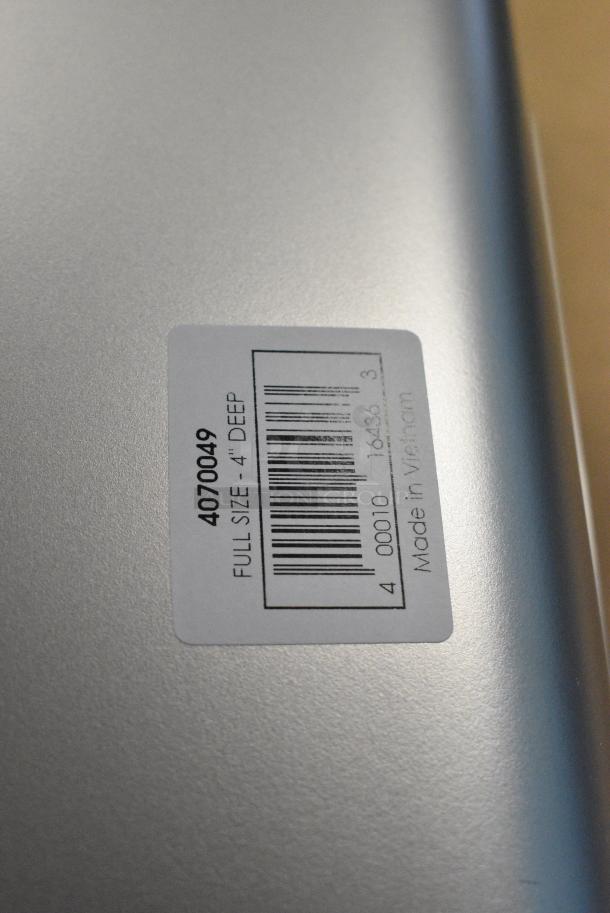 4070049
FULL SIZE - 4" DEEP
4 00010 16436 3
Made in Vietnam